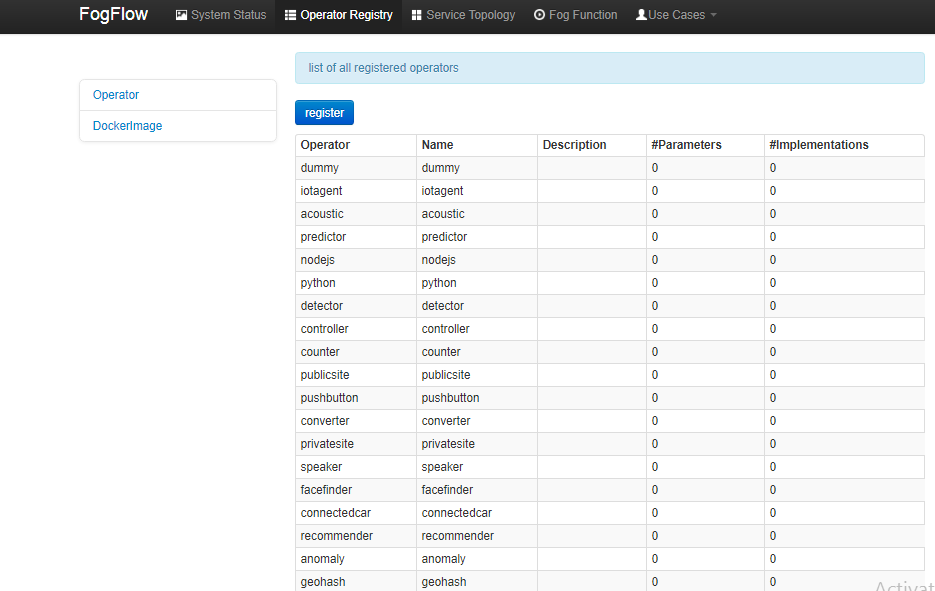 FogFlow System Status Operator Registry Service Topology Fog Function Use Cases
list of all registered operators
Operator
DockerImage
register
Operator Name Description #Parameters #Implementations
dummy dummy 0 0
iotagent iotagent 0 0
acoustic acoustic 0 0
predictor predictor 0 0
nodejs nodejs 0 0
python python 0 0
detector detector 0 0
controller controller 0 0
counter counter 0 0
publicsite publicsite 0 0
pushbutton pushbutton 0 0
converter converter 0 0
privatesite privatesite 0 0
speaker speaker 0 0
facefinder facefinder 0 0
connectedcar connectedcar 0 0
recommender recommender 0 0
anomaly anomaly 0 0
geohash geohash 0 0
Activat